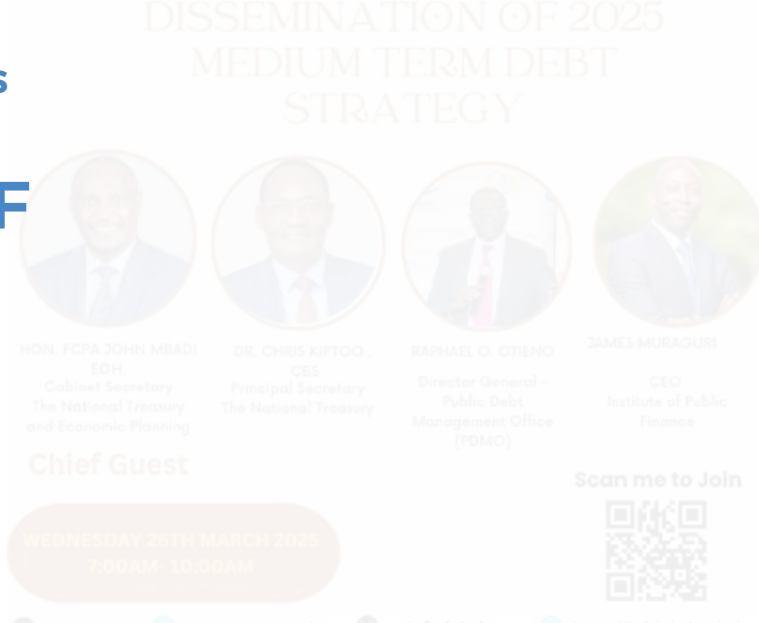 DISSEMINATION OF 2025
MEDIUM TERM DEBT
STRATEGY
s
F
HON. FCPA JOHN MBADI
EGH
Cabinet Secretary
The National Treasury
and Economic Planning
Chief Guest
DR. CHRIS KIPTOO ,
CBS
Principal Secretary
The National Treasury
RAPHAEL O. OTIENO
Director General -
Public Debt
Management Office
(PDMO)
JAMES MURAGURI
CEO
Institute of Public
Finance
Scan me to Join
WEDNESDAY 26TH MARCH 2025
7:00AM- 10:00AM